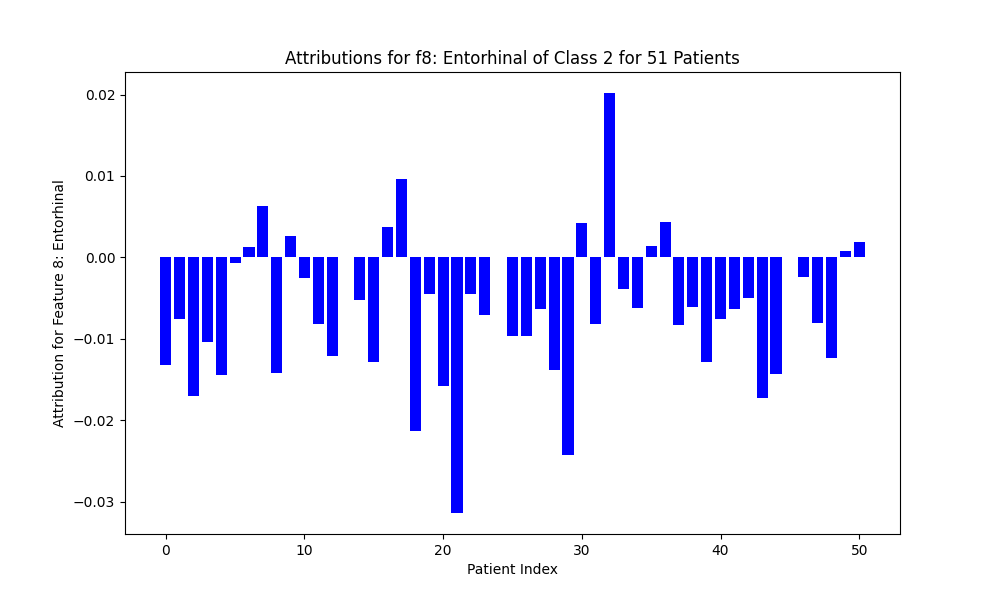 Attributions for f8: Entorhinal of Class 2 for 51 Patients
Attribution for Feature 8: Entorhinal
0.02
0.01
0.00
−0.01
−0.02
−0.03
0 10 20 30 40 50
Patient Index